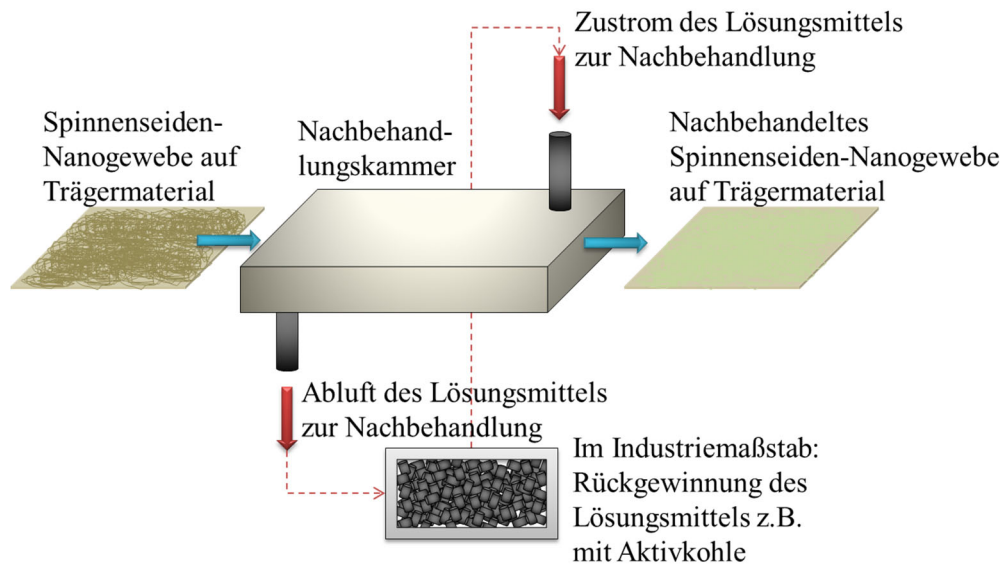 Zustrom des Lösungsmittels
zur Nachbehandlung
Spinnenseiden-
Nanogewebe auf
Trägermaterial
Nachbehand-
lungskammer
Nachbehandeltes
Spinnenseiden-Nanogewebe
auf Trägermaterial
Abluft des Lösungsmittels
zur Nachbehandlung
Im Industriemaßstab:
Rückgewinnung des
Lösungsmittels z.B.
mit Aktivkohle